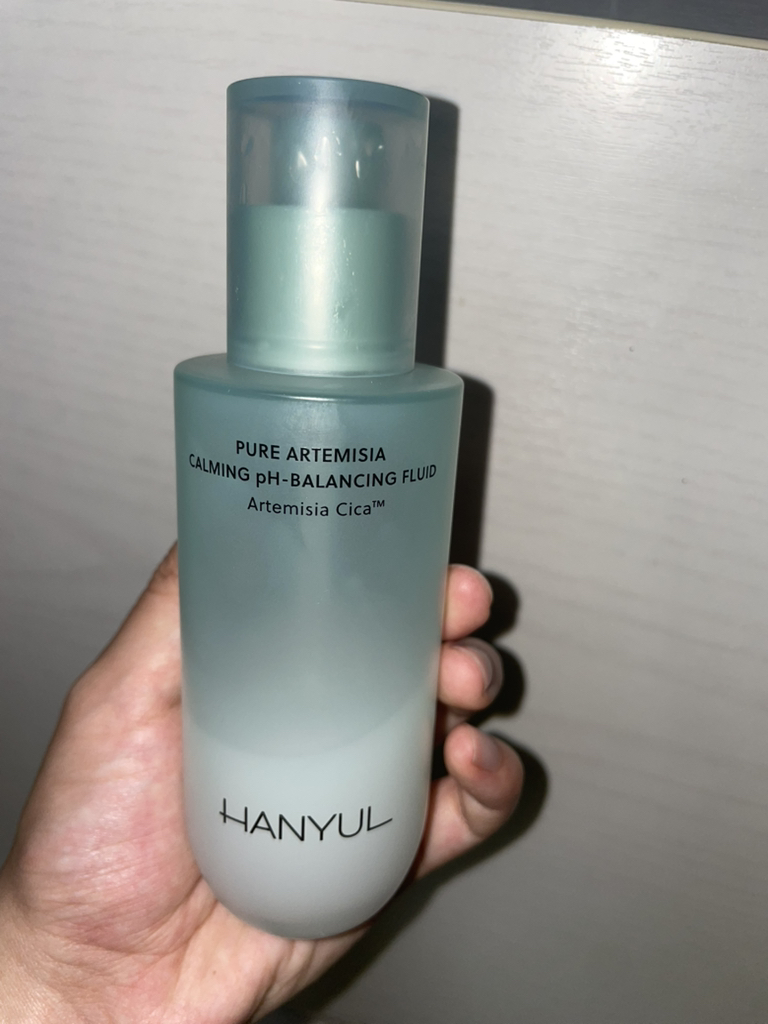 PURE ARTEMISIA
CALMING pH-BALANCING FLUID
Artemisia Cica™
HANYUL